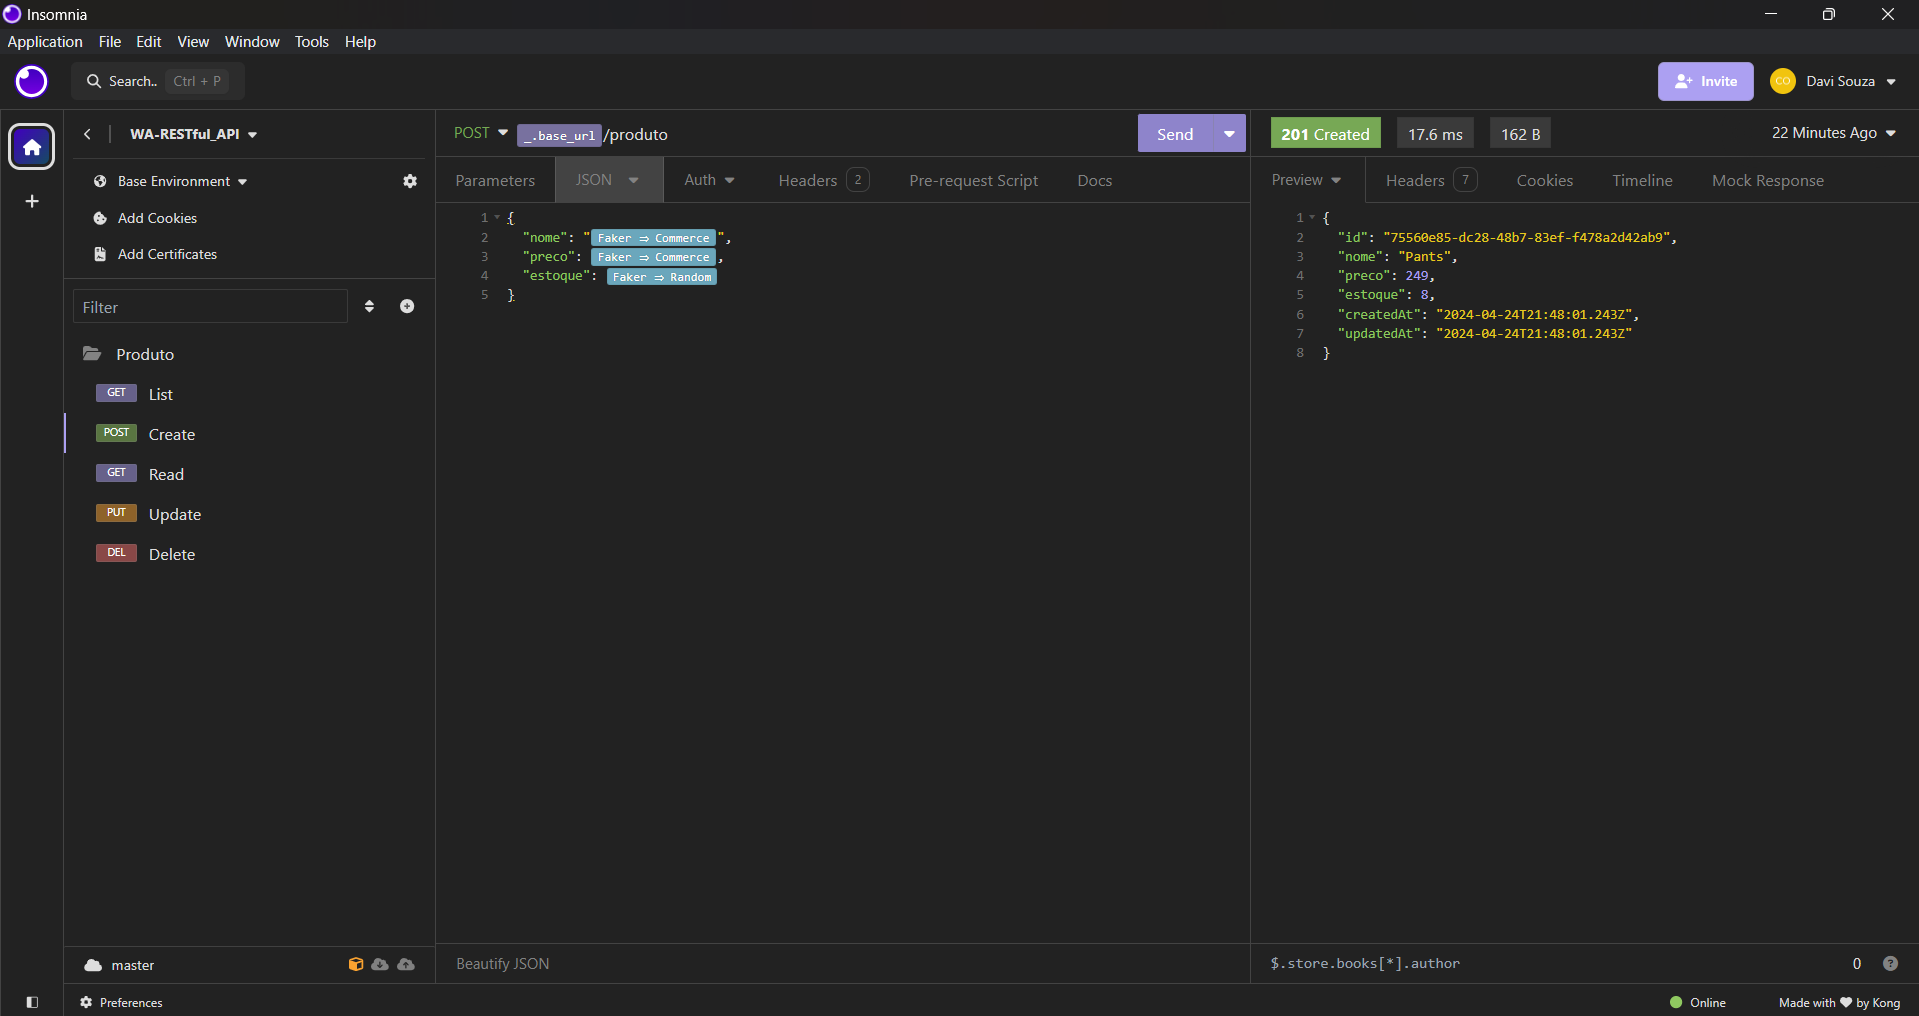 Insomnia
Application File Edit View Window Tools Help
Search.. Ctrl + P
Invite
CO Davi Souza
WA-RESTful_API
Base Environment
Add Cookies
Add Certificates
Filter
Produto
GET List
POST Create
GET Read
PUT Update
DEL Delete
master
Preferences
POST _.base_url /produto
Send
Parameters JSON Auth Headers 2 Pre-request Script Docs
1 {
2 "nome": " Faker ⇒ Commerce ",
3 "preco": Faker ⇒ Commerce ,
4 "estoque": Faker ⇒ Random
5 }
Beautify JSON
201 Created 17.6 ms 162 B 22 Minutes Ago
Preview Headers 7 Cookies Timeline Mock Response
1 {
2 "id": "75560e85-dc28-48b7-83ef-f478a2d42ab9",
3 "nome": "Pants",
4 "preco": 249,
5 "estoque": 8,
6 "createdAt": "2024-04-24T21:48:01.243Z",
7 "updatedAt": "2024-04-24T21:48:01.243Z"
8 }
$.store.books[*].author 0 ?
Online Made with ❤ by Kong